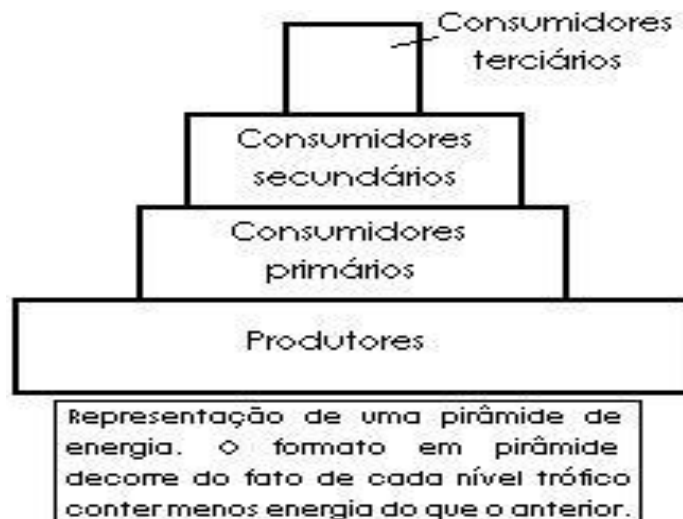 Consumidores
terciários
Consumidores
secundários
Consumidores
primários
Produtores
Representação de uma pirâmide de
energia. O formato em pirâmide
decorre do fato de cada nível trófico
conter menos energia do que o anterior.